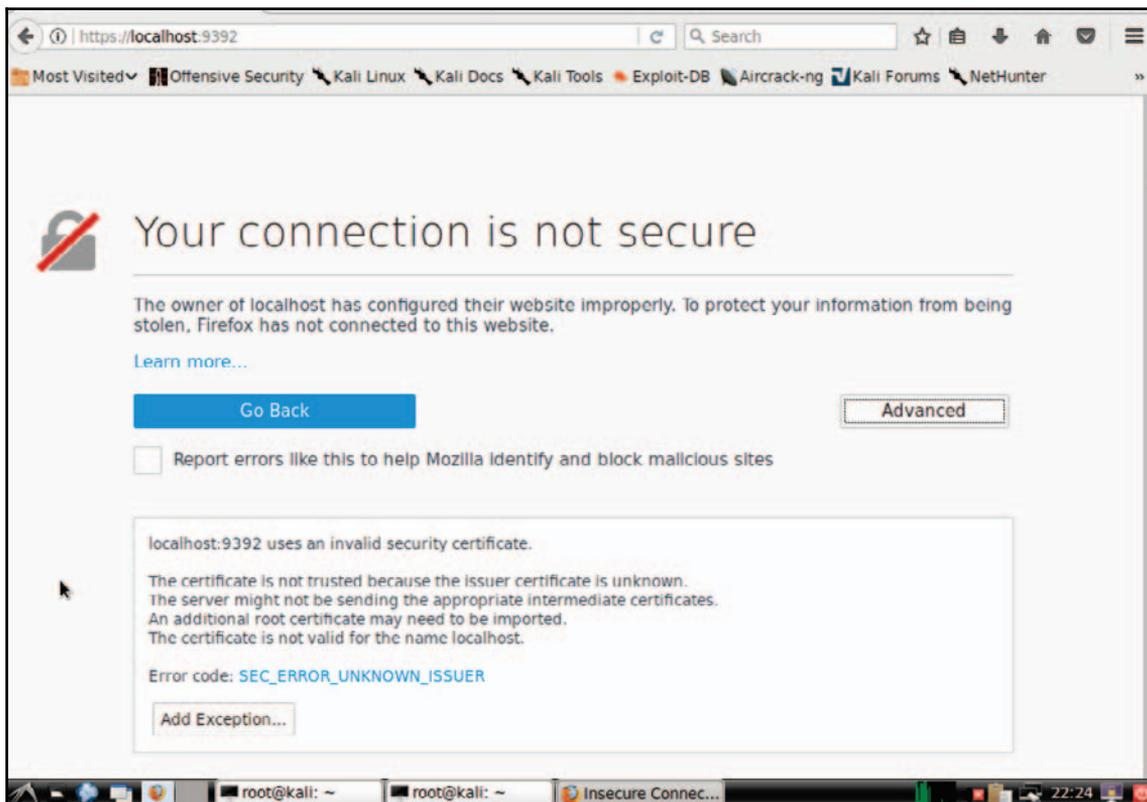 https://localhost:9392
Search
Most Visited Offensive Security Kali Linux Kali Docs Kali Tools Exploit-DB Aircrack-ng Kali Forums NetHunter »
Your connection is not secure
The owner of localhost has configured their website improperly. To protect your information from being
stolen, Firefox has not connected to this website.
Learn more...
Go Back
Advanced
Report errors like this to help Mozilla identify and block malicious sites
localhost:9392 uses an invalid security certificate.
The certificate is not trusted because the issuer certificate is unknown.
The server might not be sending the appropriate intermediate certificates.
An additional root certificate may need to be imported.
The certificate is not valid for the name localhost.
Error code: SEC_ERROR_UNKNOWN_ISSUER
Add Exception...
root@kali: ~ root@kali: ~ Insecure Connec... 22:24